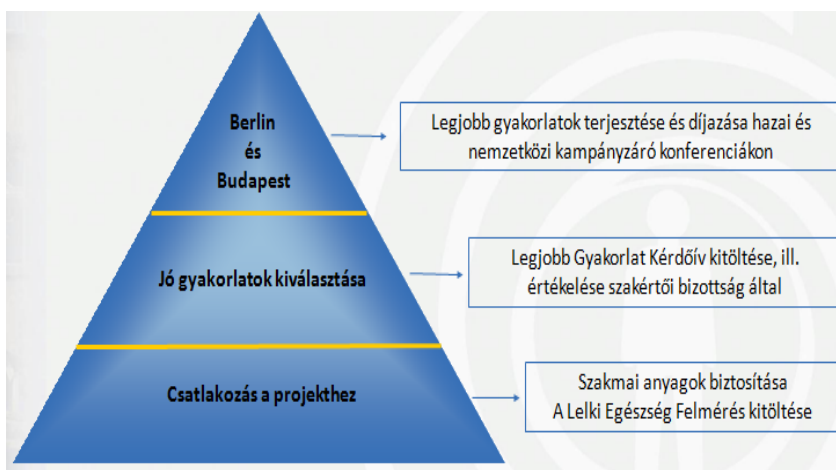 Berlin
és
Budapest
Legjobb gyakorlatok terjesztése és díjazása hazai és
nemzetközi kampányzáró konferenciákon
Jó gyakorlatok kiválasztása
Legjobb Gyakorlat Kérdőív kitöltése, ill.
értékelése szakértői bizottság által
Csatlakozás a projekthez
Szakmai anyagok biztosítása
A Lelki Egészség Felmérés kitöltése